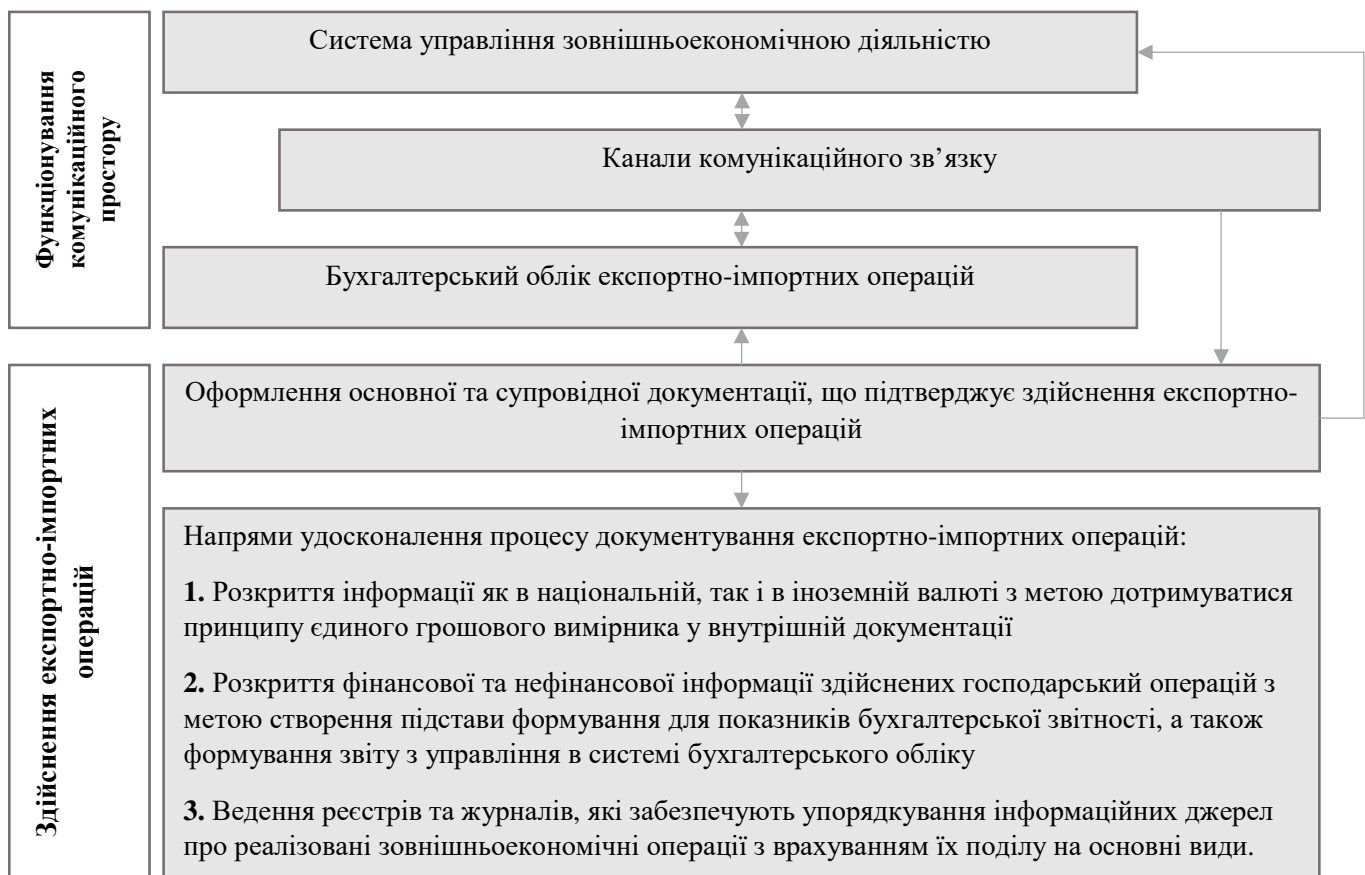 Функціонування
комунікаційного
простору
Система управління зовнішньоекономічною діяльністю
Канали комунікаційного зв’язку
Бухгалтерський облік експортно-імпортних операцій
Здійснення експортно-імпортних
операцій
Оформлення основної та супровідної документації, що підтверджує здійснення експортно-
імпортних операцій
Напрями удосконалення процесу документування експортно-імпортних операцій:
1. Розкриття інформації як в національній, так і в іноземній валюті з метою дотримуватися
принципу єдиного грошового вимірника у внутрішній документації
2. Розкриття фінансової та нефінансової інформації здійснених господарський операцій з
метою створення підстави формування для показників бухгалтерської звітності, а також
формування звіту з управління в системі бухгалтерського обліку
3. Ведення реєстрів та журналів, які забезпечують упорядкування інформаційних джерел
про реалізовані зовнішньоекономічні операції з врахуванням їх поділу на основні види.